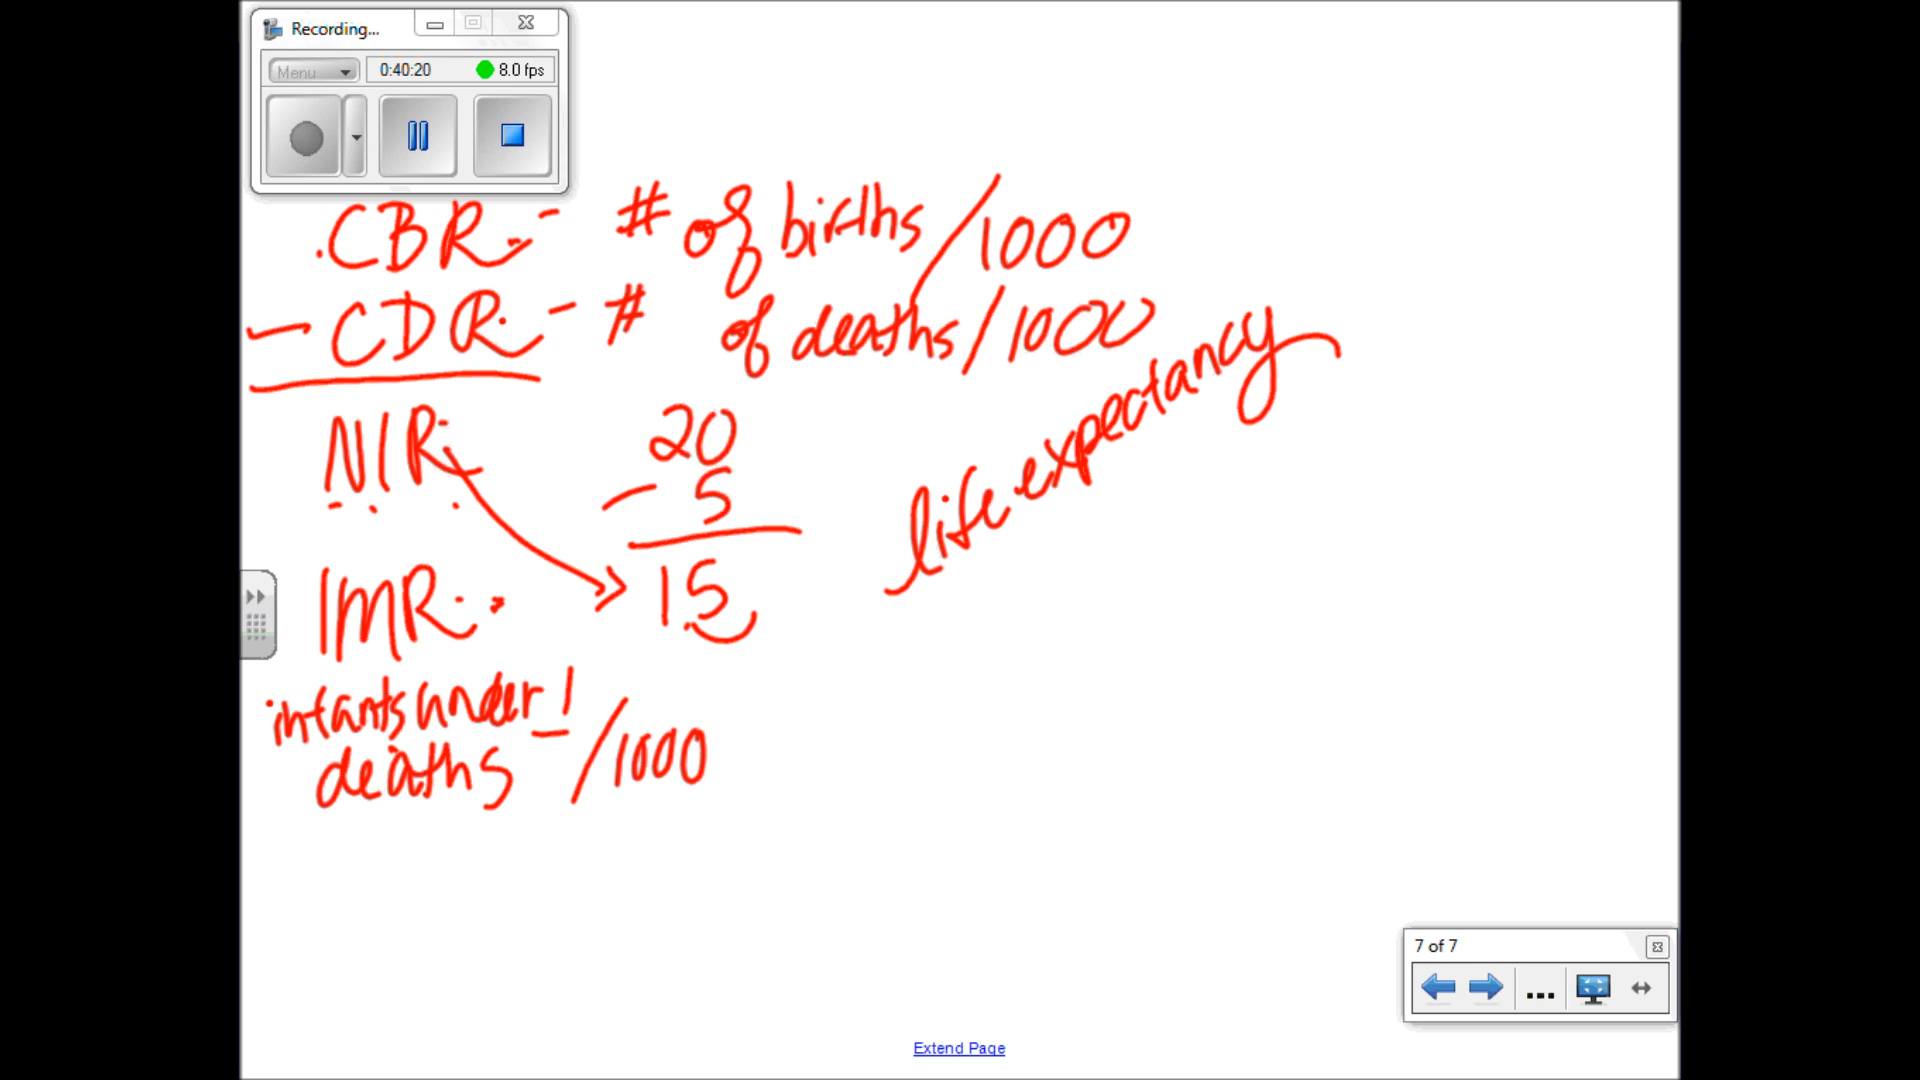 Recording...
Menu
0:40:20
8.0 fps
CBR - # of births/1000
- CDR - # of deaths/1000
NIR
20
- 5
15
life expectancy
IMR
infants under 1
deaths /1000
7 of 7
...
Extend Page